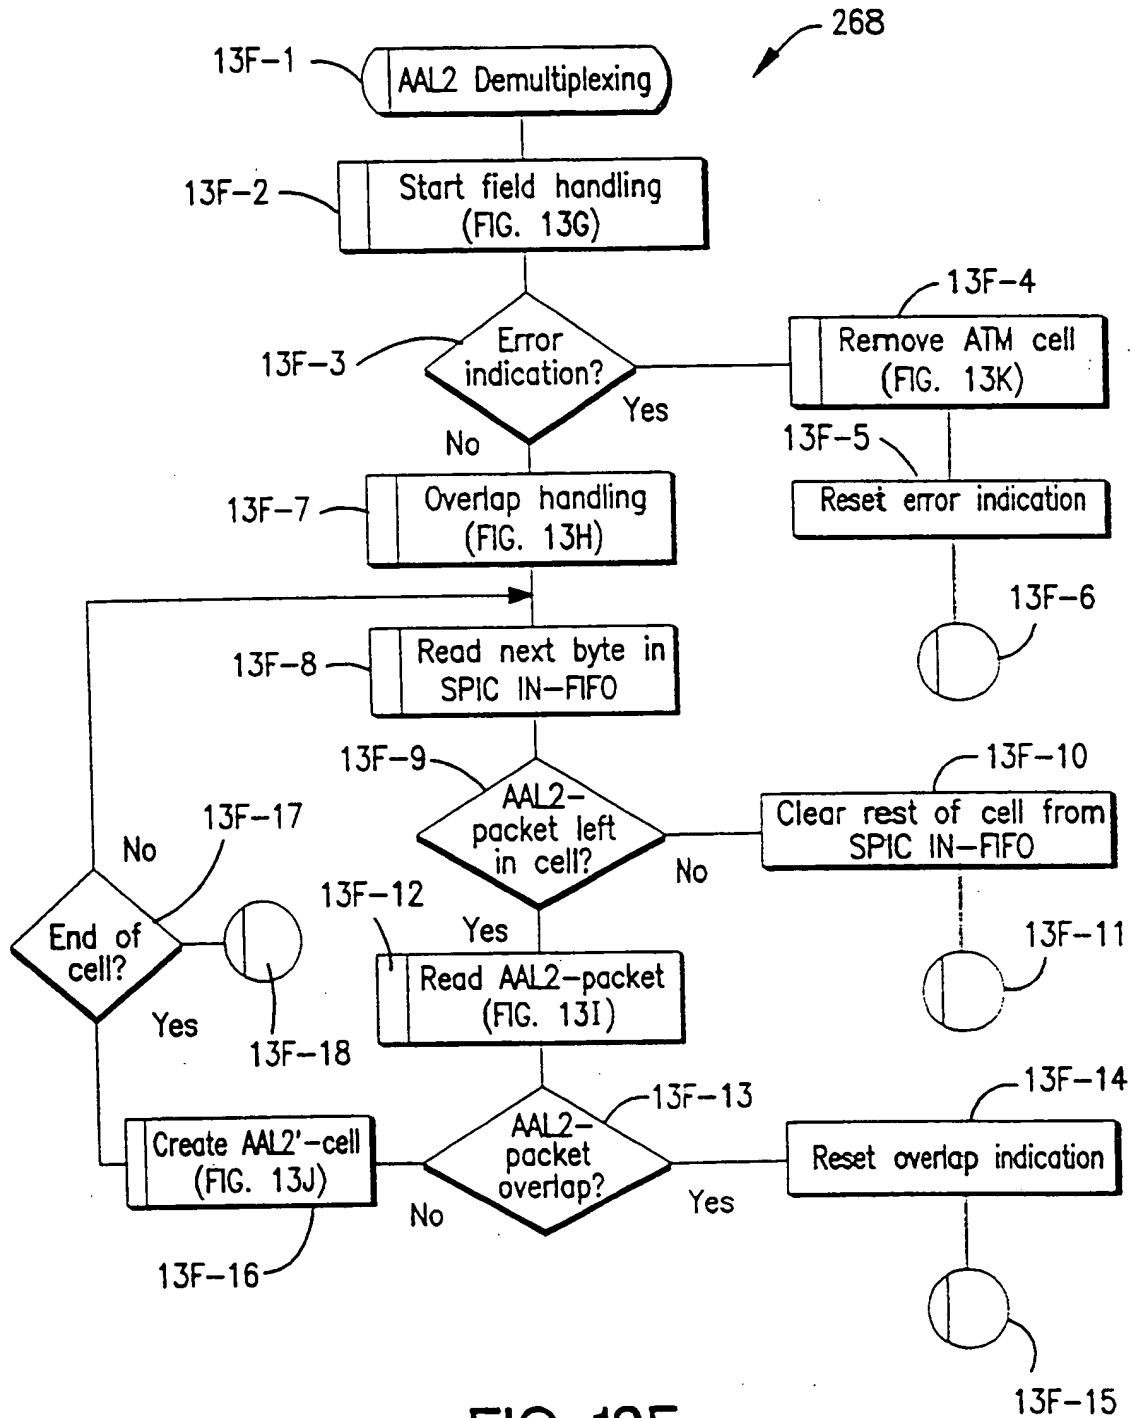 268
13F-1
AAL2 Demultiplexing
13F-2
Start field handling
(FIG. 13G)
13F-3
Error
indication?
Yes
No
13F-4
Remove ATM cell
(FIG. 13K)
13F-5
Reset error indication
13F-6
13F-7
Overlap handling
(FIG. 13H)
13F-8
Read next byte in
SPIC IN-FIFO
13F-9
AAL2-
packet left
in cell?
No
Yes
13F-10
Clear rest of cell from
SPIC IN-FIFO
13F-11
13F-12
Read AAL2-packet
(FIG. 13I)
13F-13
AAL2-
packet
overlap?
Yes
No
13F-14
Reset overlap indication
13F-15
Create AAL2'-cell
(FIG. 13J)
13F-16
13F-17
No
End of
cell?
Yes
13F-18